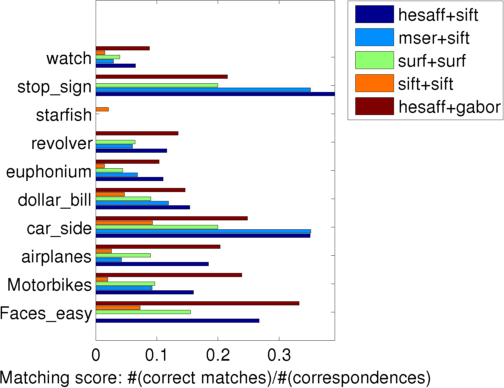 hesaff+sift
mser+sift
surf+surf
sift+sift
hesaff+gabor
watch
stop_sign
starfish
revolver
euphonium
dollar_bill
car_side
airplanes
Motorbikes
Faces_easy
0 0.1 0.2 0.3
Matching score: #(correct matches)/#(correspondences)